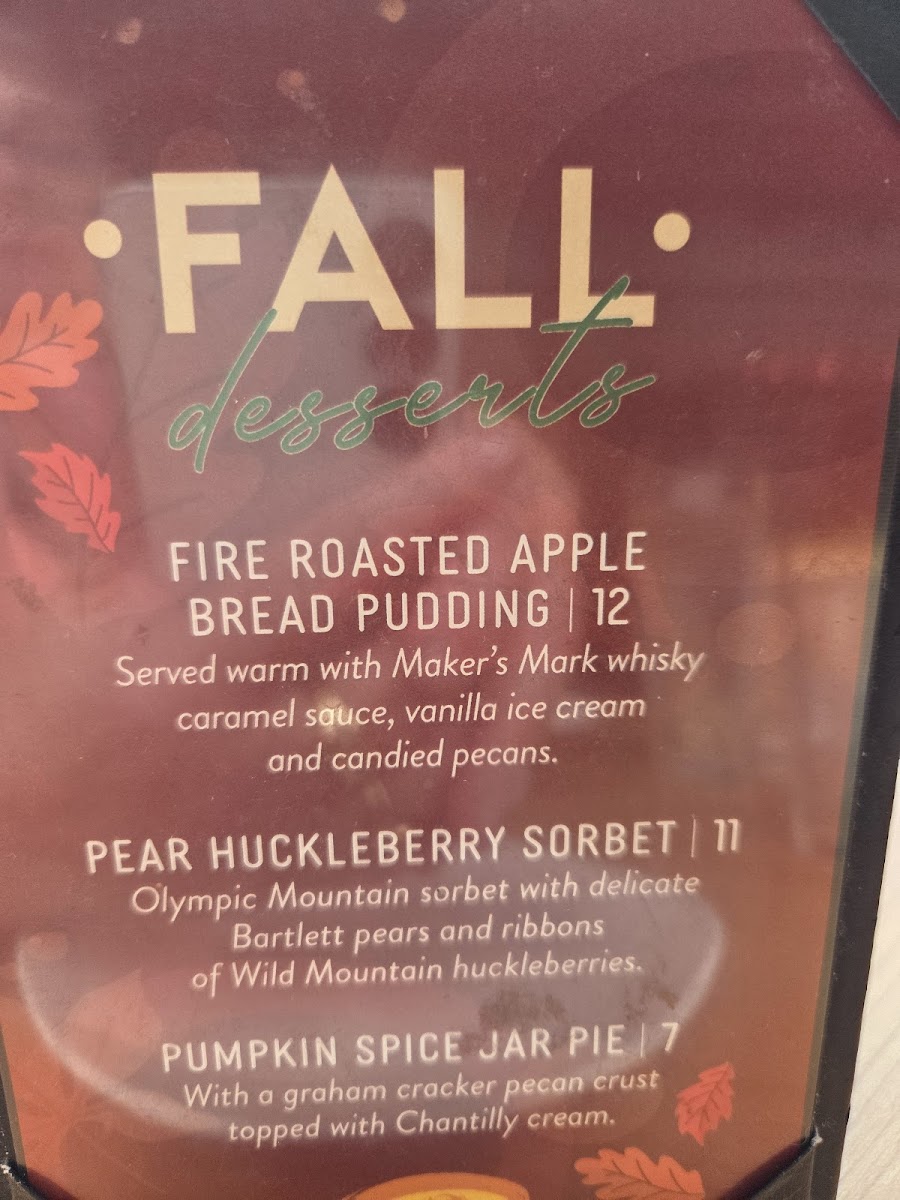 •FALL•
desserts
FIRE ROASTED APPLE
BREAD PUDDING | 12
Served warm with Maker's Mark whisky
caramel sauce, vanilla ice cream
and candied pecans.
PEAR HUCKLEBERRY SORBET | 11
Olympic Mountain sorbet with delicate
Bartlett pears and ribbons
of Wild Mountain huckleberries.
PUMPKIN SPICE JAR PIE | 7
With a graham cracker pecan crust
topped with Chantilly cream.